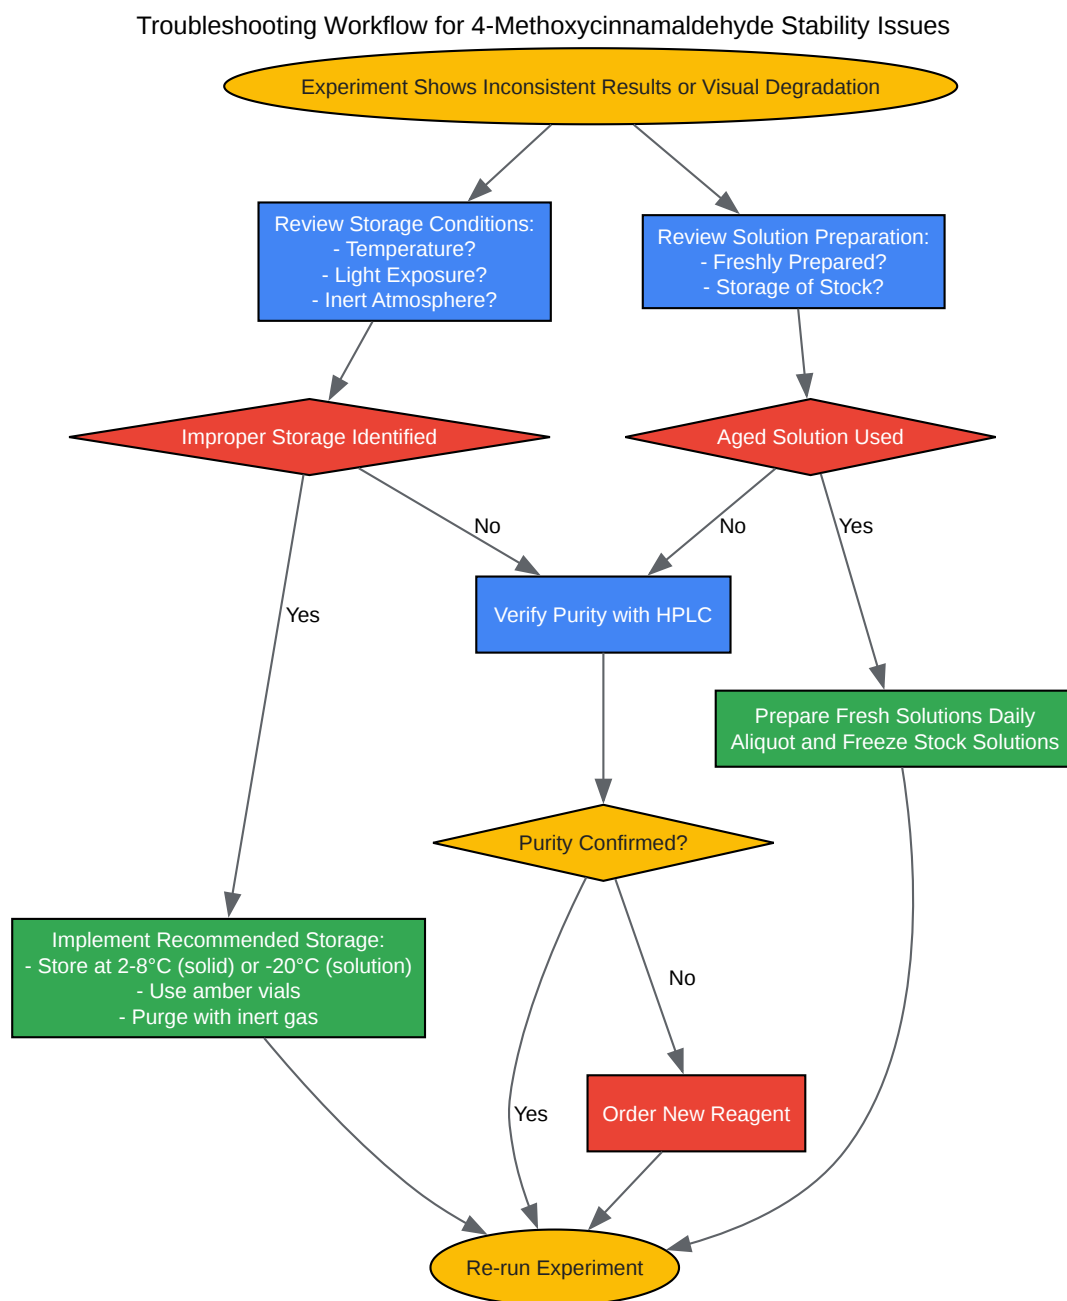 Troubleshooting Workflow for 4-Methoxycinnamaldehyde Stability Issues
Experiment Shows Inconsistent Results or Visual Degradation
Review Storage Conditions:
- Temperature?
- Light Exposure?
- Inert Atmosphere?
Review Solution Preparation:
- Freshly Prepared?
- Storage of Stock?
Improper Storage Identified
Aged Solution Used
No
No
Yes
Yes
Verify Purity with HPLC
Prepare Fresh Solutions Daily
Aliquot and Freeze Stock Solutions
Purity Confirmed?
Implement Recommended Storage:
- Store at 2-8°C (solid) or -20°C (solution)
- Use amber vials
- Purge with inert gas
No
Yes
Order New Reagent
Re-run Experiment